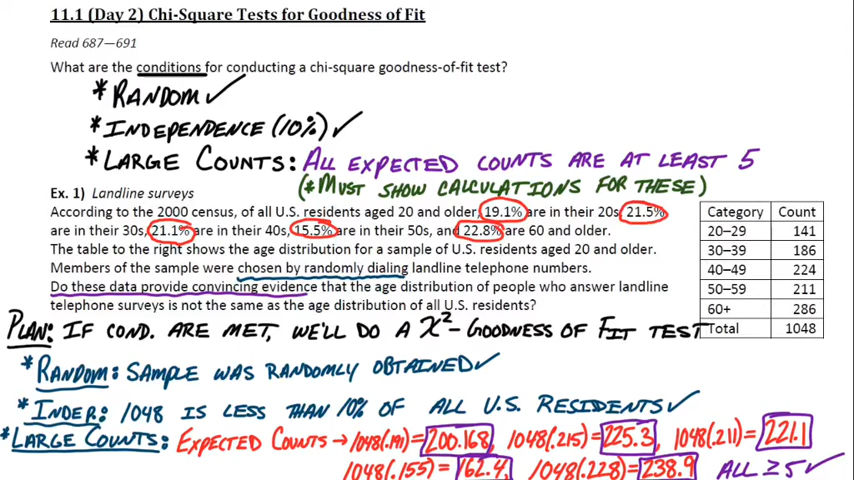 11.1 (Day 2) Chi-Square Tests for Goodness of Fit
Read 687—691
What are the conditions for conducting a chi-square goodness-of-fit test?
* RANDOM ✓
* INDEPENDENCE (10%) ✓
* LARGE COUNTS: ALL EXPECTED COUNTS ARE AT LEAST 5
(* MUST SHOW CALCULATIONS FOR THESE)
Ex. 1) Landline surveys
According to the 2000 census, of all U.S. residents aged 20 and older, 19.1% are in their 20s, 21.5%
are in their 30s, 21.1% are in their 40s, 15.5% are in their 50s, and 22.8% are 60 and older.
The table to the right shows the age distribution for a sample of U.S. residents aged 20 and older.
Members of the sample were chosen by randomly dialing landline telephone numbers.
Do these data provide convincing evidence that the age distribution of people who answer landline
telephone surveys is not the same as the age distribution of all U.S. residents?
Category Count
20–29 141
30–39 186
40–49 224
50–59 211
60+ 286
Total 1048
PLAN: IF COND. ARE MET, WE'LL DO A X²-GOODNESS OF FIT TEST
* RANDOM: SAMPLE WAS RANDOMLY OBTAINED ✓
* INDEP: 1048 IS LESS THAN 10% OF ALL U.S. RESIDENTS ✓
* LARGE COUNTS: EXPECTED COUNTS → 1048(.191)=200.168, 1048(.215)=225.3, 1048(.211)=221.1
1048(.155)=162.4, 1048(.228)=238.9 ALL ≥5 ✓